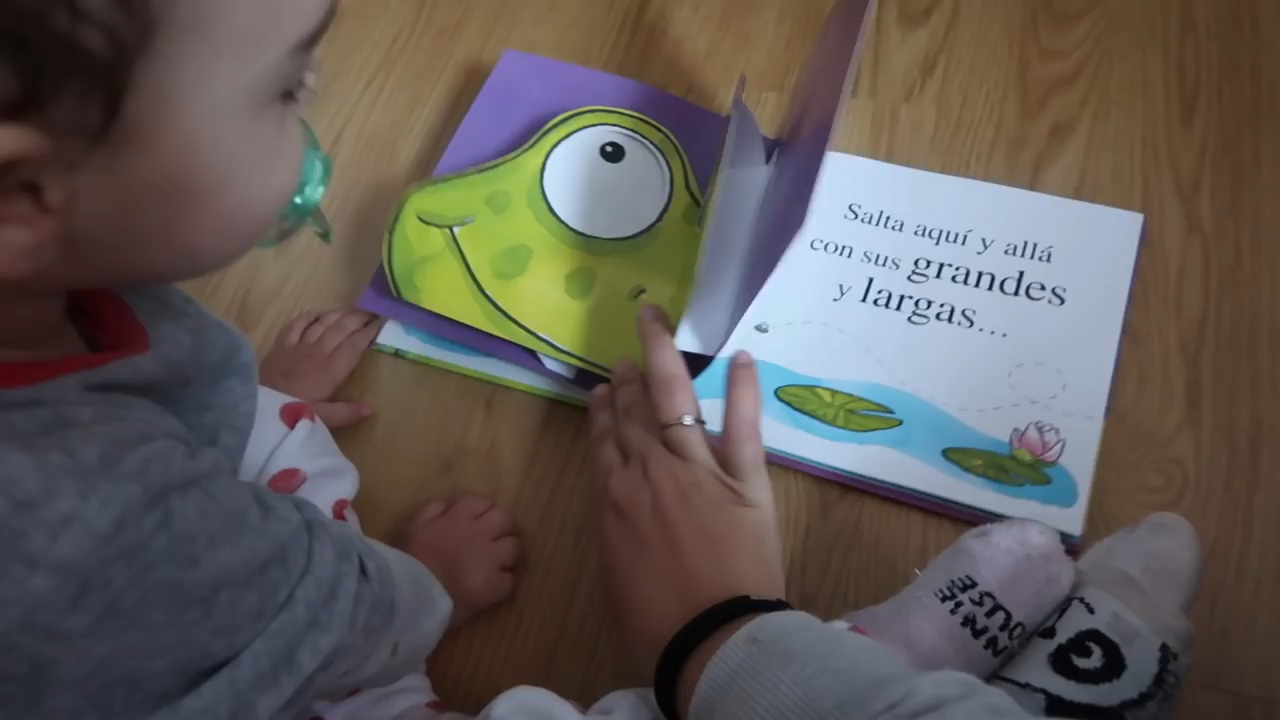 Salta aquí y allá
con sus grandes
y largas...